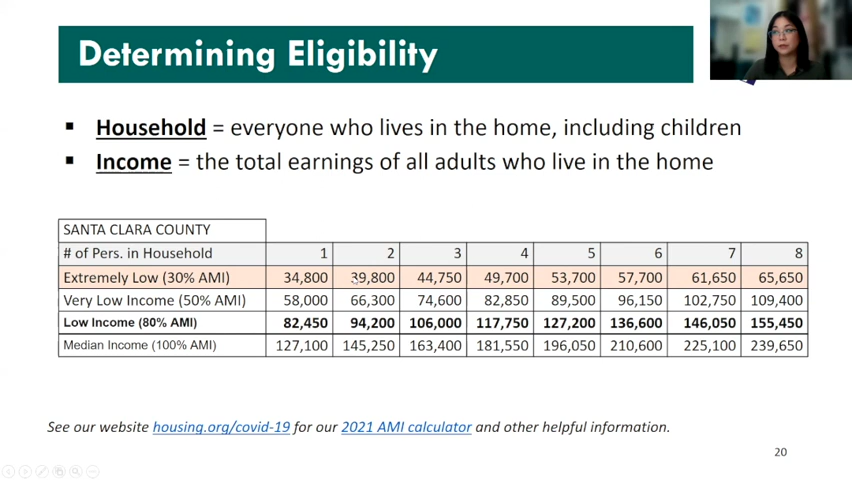 Determining Eligibility
▪ Household = everyone who lives in the home, including children
▪ Income = the total earnings of all adults who live in the home
SANTA CLARA COUNTY
# of Pers. in Household 1 2 3 4 5 6 7 8
Extremely Low (30% AMI) 34,800 39,800 44,750 49,700 53,700 57,700 61,650 65,650
Very Low Income (50% AMI) 58,000 66,300 74,600 82,850 89,500 96,150 102,750 109,400
Low Income (80% AMI) 82,450 94,200 106,000 117,750 127,200 136,600 146,050 155,450
Median Income (100% AMI) 127,100 145,250 163,400 181,550 196,050 210,600 225,100 239,650
See our website housing.org/covid-19 for our 2021 AMI calculator and other helpful information.
20